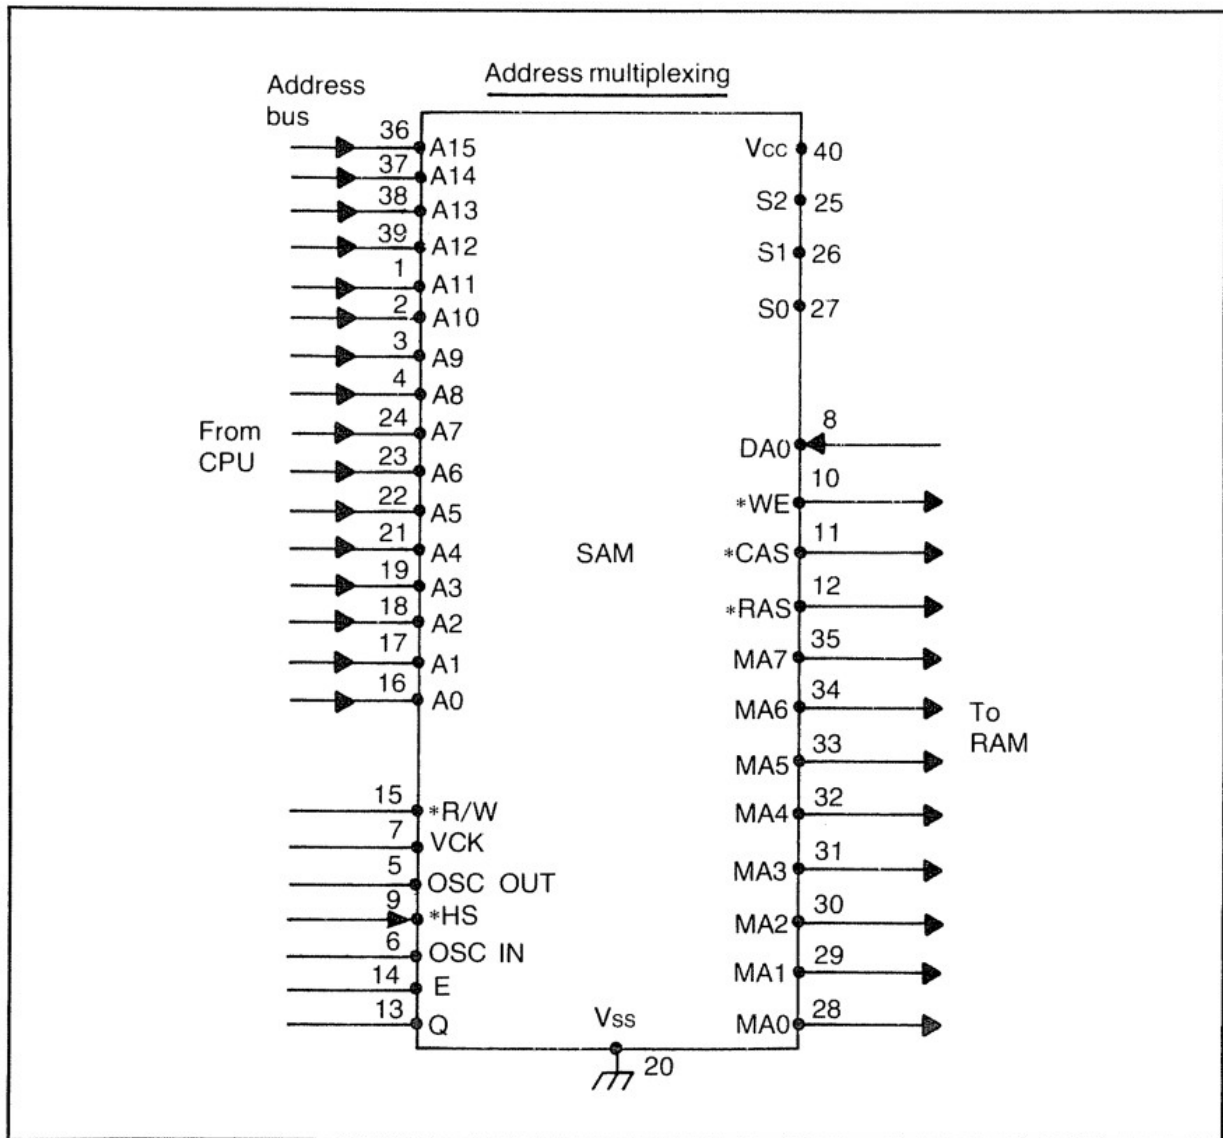 Address multiplexing
Address
bus
36 A15
37 A14
38 A13
39 A12
1 A11
2 A10
3 A9
4 A8
24 A7
23 A6
22 A5
21 A4
19 A3
18 A2
17 A1
16 A0
From
CPU
15 *R/W
7 VCK
5 OSC OUT
9 *HS
6 OSC IN
14 E
13 Q
SAM
Vss
20
Vcc 40
S2 25
S1 26
S0 27
DA0 8
*WE 10
*CAS 11
*RAS 12
MA7 35
MA6 34
MA5 33
MA4 32
MA3 31
MA2 30
MA1 29
MA0 28
To
RAM